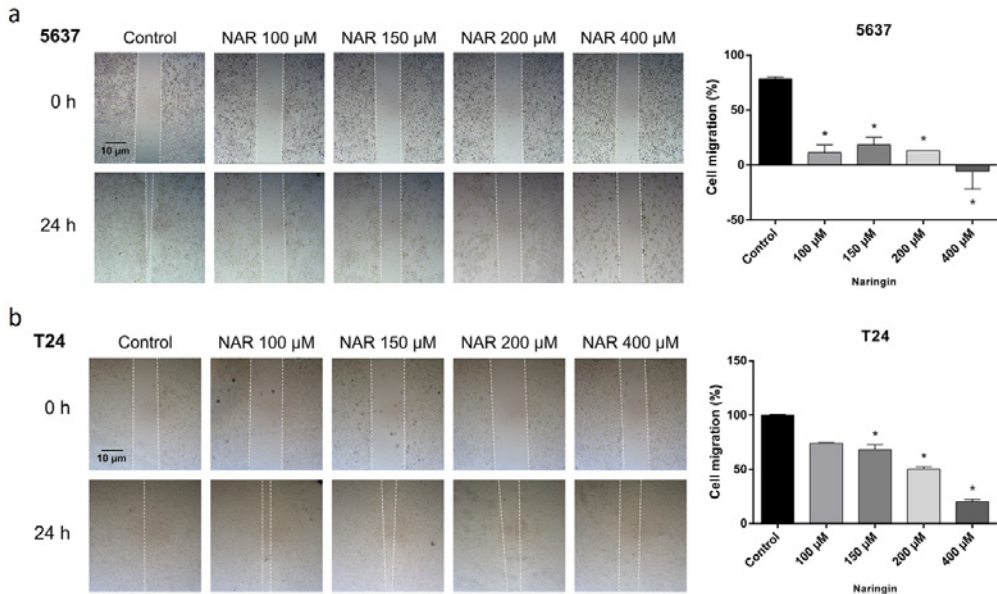 a
5637
Control NAR 100 µM NAR 150 µM NAR 200 µM NAR 400 µM
0 h
10 µm
24 h
5637
Cell migration (%)
100
50
0
-50
* * * *
Control 100 µM 150 µM 200 µM 400 µM
Naringin
b
T24
Control NAR 100 µM NAR 150 µM NAR 200 µM NAR 400 µM
0 h
10 µm
24 h
T24
Cell migration (%)
150
100
50
0
* * *
Control 100 µM 150 µM 200 µM 400 µM
Naringin